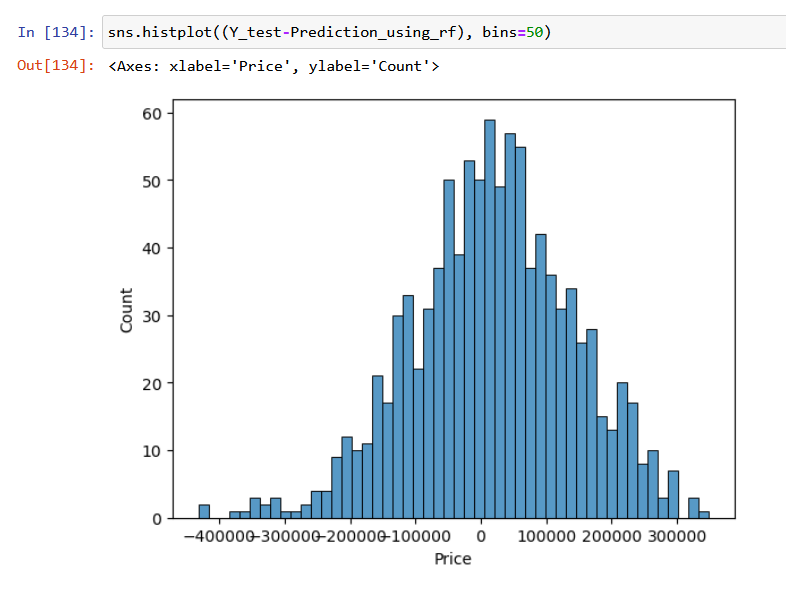 In [134]: sns.histplot((Y_test-Prediction_using_rf), bins=50)
Out[134]: <Axes: xlabel='Price', ylabel='Count'>
60
50
40
30
20
10
0
Count
−400000 −300000 −200000 −100000 0 100000 200000 300000
Price